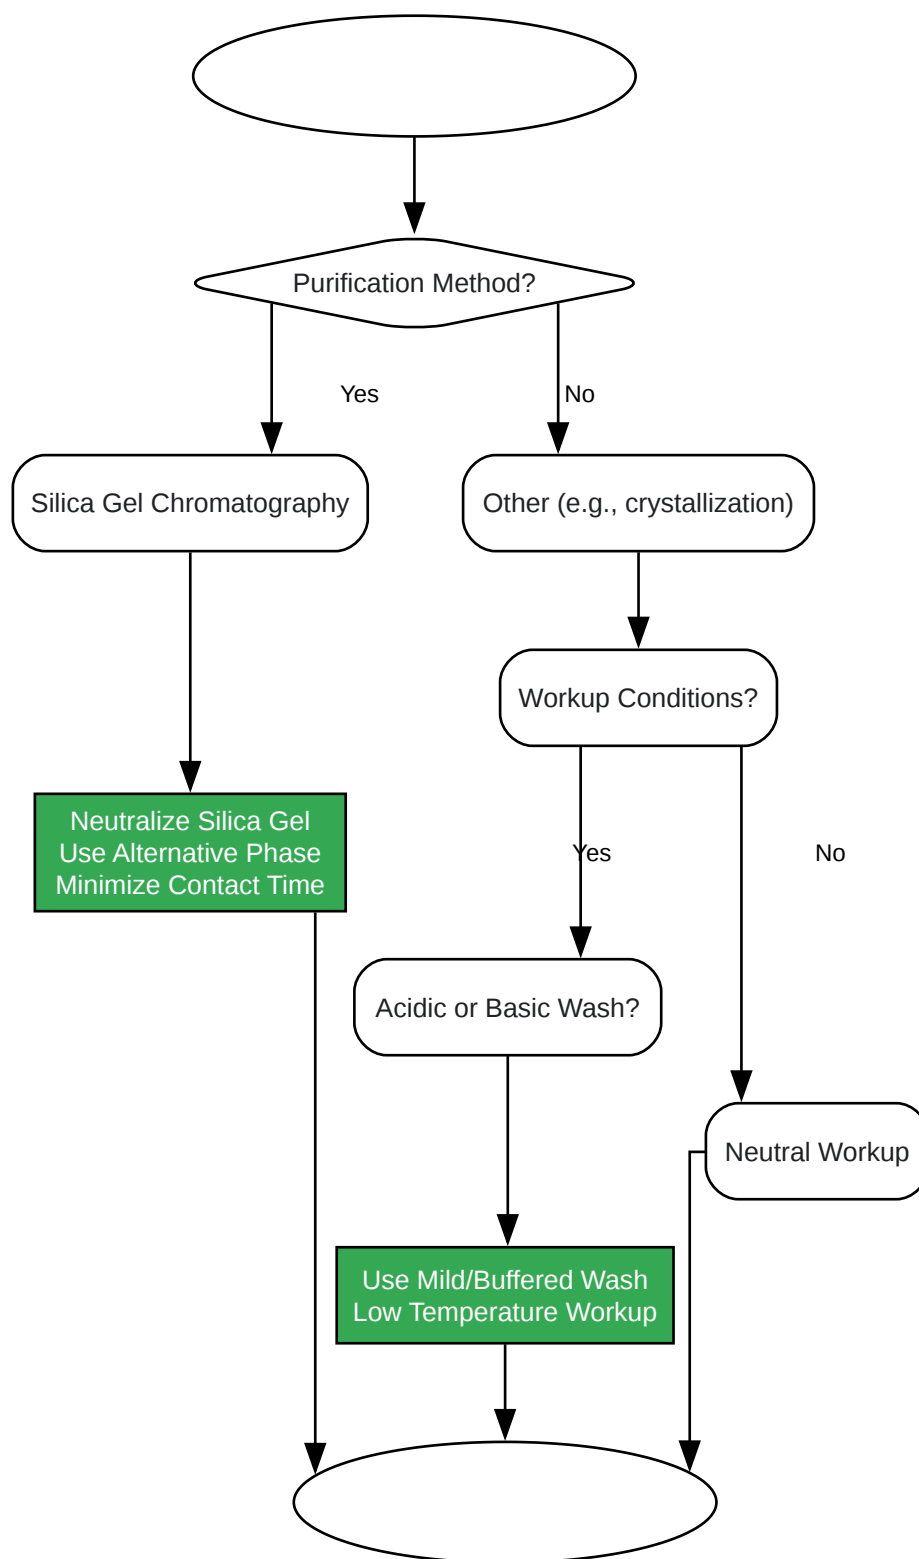 Purification Method?
Yes
No
Silica Gel Chromatography
Other (e.g., crystallization)
Workup Conditions?
Neutralize Silica Gel
Use Alternative Phase
Minimize Contact Time
Yes
No
Acidic or Basic Wash?
Neutral Workup
Use Mild/Buffered Wash
Low Temperature Workup